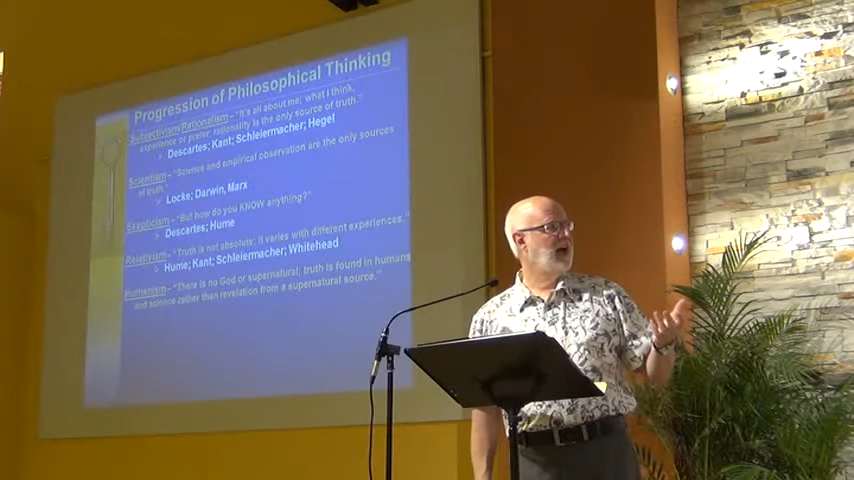 Progression of Philosophical Thinking
Subjectivism/Rationalism – "It's all about me; what I think,
experience or prefer; rationality is the only source of truth."
Descartes; Kant; Schleiermacher; Hegel
Scientism – "Science and empirical observation are the only sources
of truth."
Locke; Darwin, Marx
Skepticism – "But how do you KNOW anything?"
Descartes; Hume
Relativism – "Truth is not absolute; it varies with different experiences."
Hume; Kant; Schleiermacher; Whitehead
Humanism – "There is no God or supernatural; truth is found in humans
and science rather than revelation from a supernatural source."